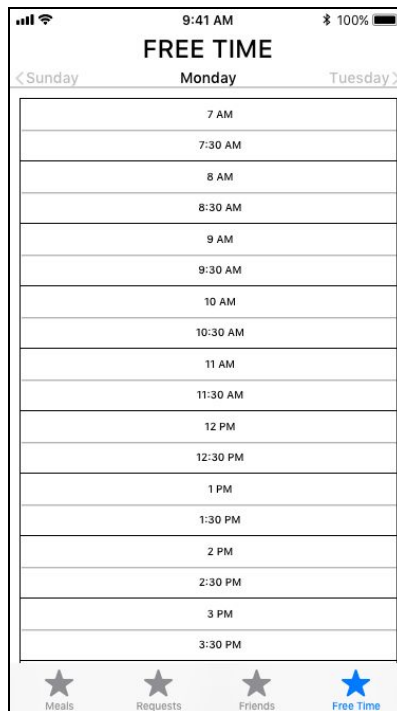 9:41 AM 100%
FREE TIME
<Sunday Monday Tuesday>
7 AM
7:30 AM
8 AM
8:30 AM
9 AM
9:30 AM
10 AM
10:30 AM
11 AM
11:30 AM
12 PM
12:30 PM
1 PM
1:30 PM
2 PM
2:30 PM
3 PM
3:30 PM
Meals Requests Friends Free Time